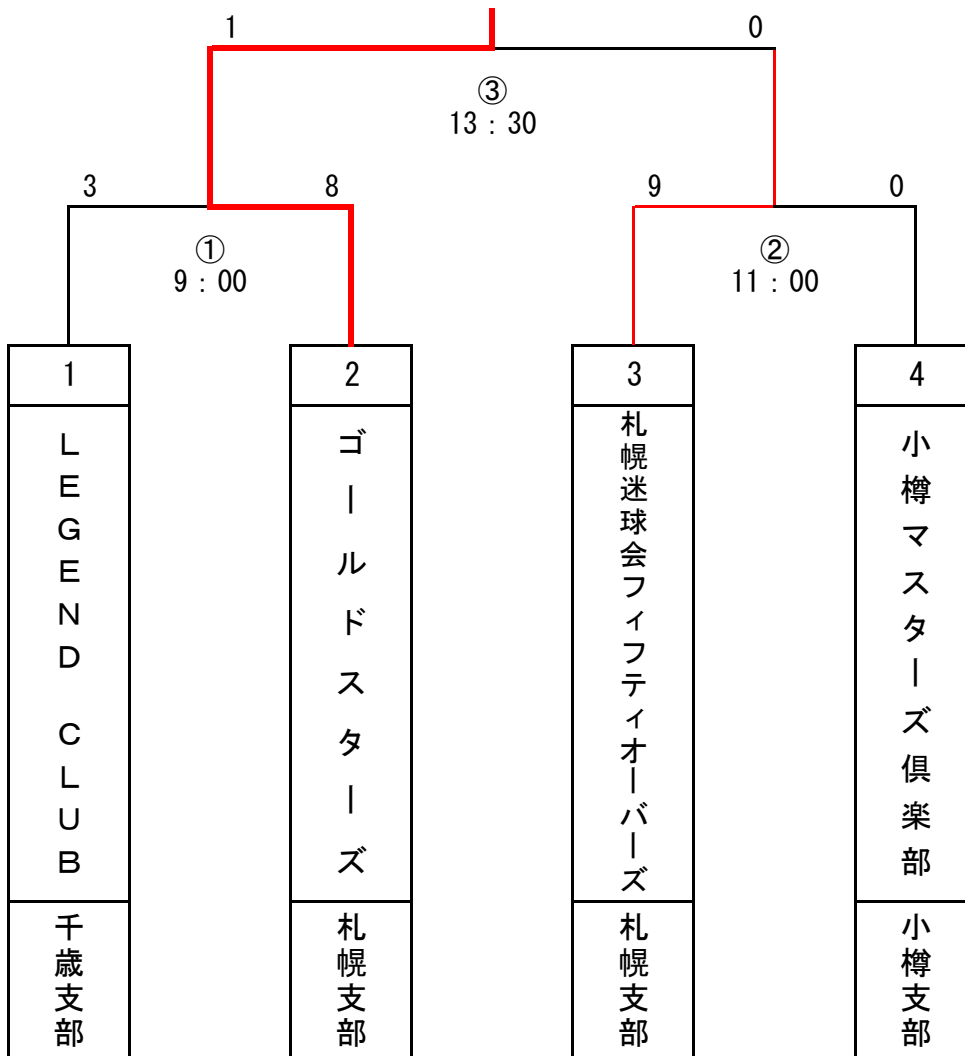 1
0
③
13：30
3
8
9
0
①
9：00
②
11：00
1
2
3
4
ＬＥＧＥＮＤ　ＣＬＵＢ
ゴールドスターズ
札幌迷球会フィフティオーバーズ
小樽マスターズ倶楽部
千歳支部
札幌支部
札幌支部
小樽支部